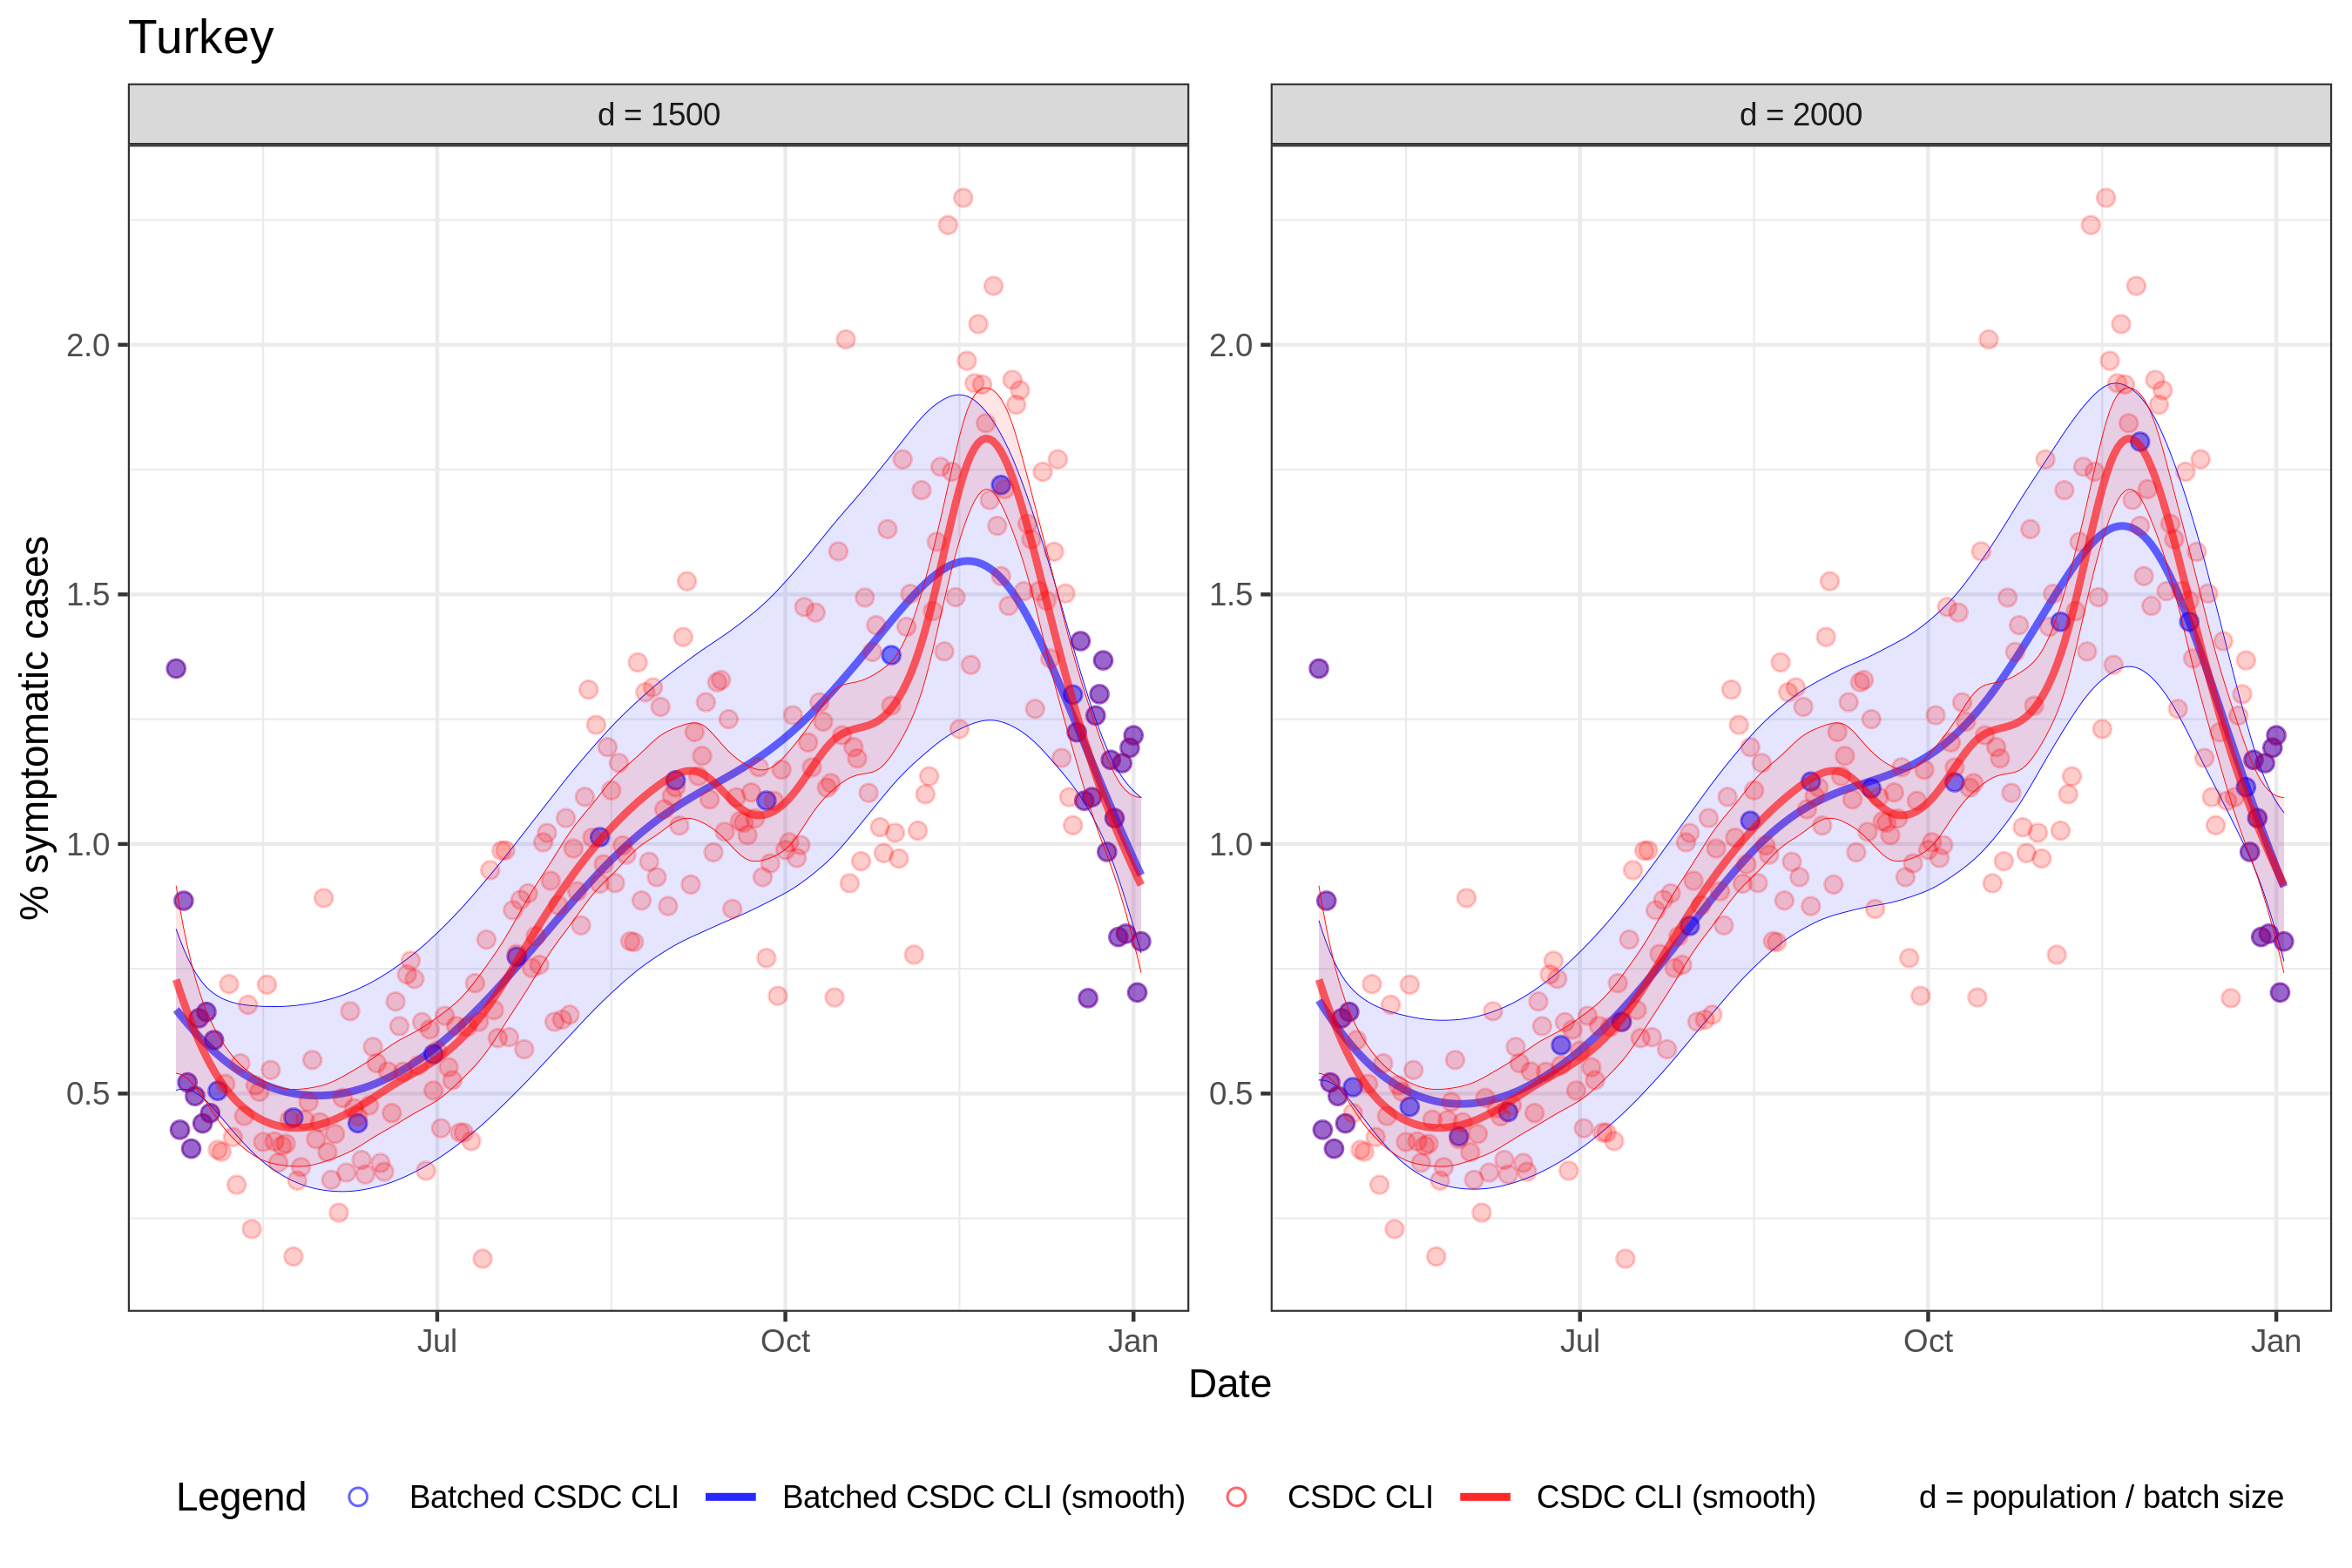 Turkey
d = 1500
d = 2000
% symptomatic cases
2.0
1.5
1.0
0.5
2.0
1.5
1.0
0.5
Jul
Oct
Jan
Jul
Oct
Jan
Date
Legend
Batched CSDC CLI
Batched CSDC CLI (smooth)
CSDC CLI
CSDC CLI (smooth)
d = population / batch size